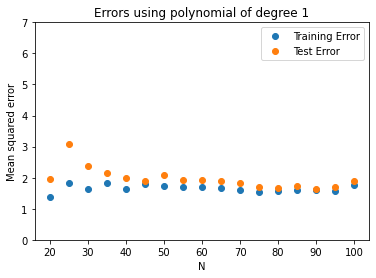 Errors using polynomial of degree 1
Training Error
Test Error
7
6
5
4
3
2
1
0
Mean squared error
20 30 40 50 60 70 80 90 100
N